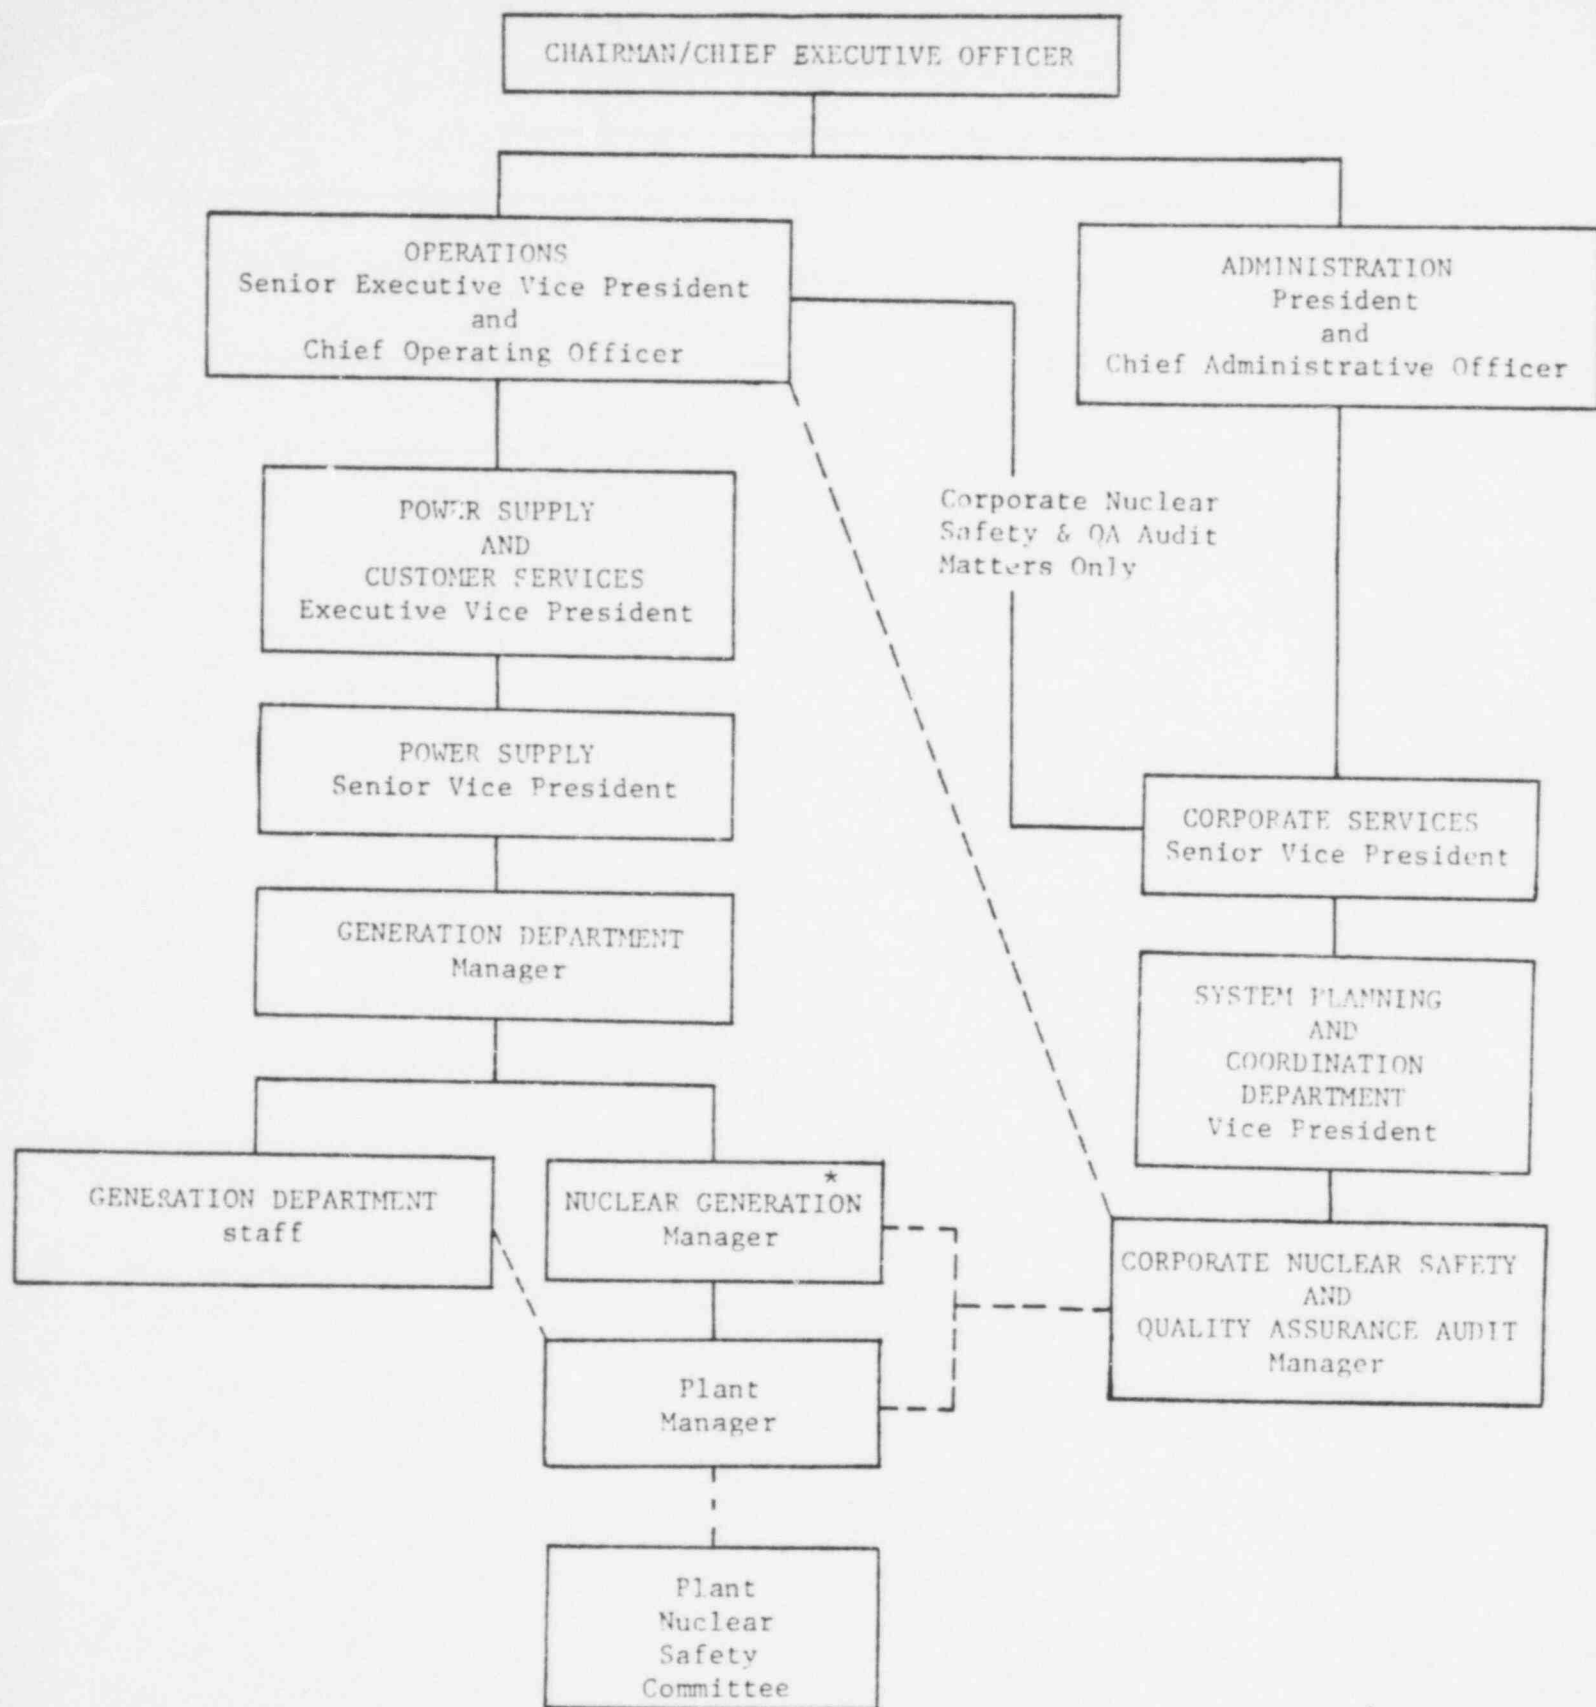 CHAIRMAN/CHIEF EXECUTIVE OFFICER
OPERATIONS
Senior Executive Vice President
and
Chief Operating Officer
ADMINISTRATION
President
and
Chief Administrative Officer
POWER SUPPLY
AND
CUSTOMER SERVICES
Executive Vice President
Corporate Nuclear
Safety & QA Audit
Matters Only
POWER SUPPLY
Senior Vice President
CORPORATE SERVICES
Senior Vice President
GENERATION DEPARTMENT
Manager
SYSTEM PLANNING
AND
COORDINATION
DEPARTMENT
Vice President
GENERATION DEPARTMENT
staff
*
NUCLEAR GENERATION
Manager
CORPORATE NUCLEAR SAFETY
AND
QUALITY ASSURANCE AUDIT
Manager
Plant
Manager
Plant
Nuclear
Safety
Committee